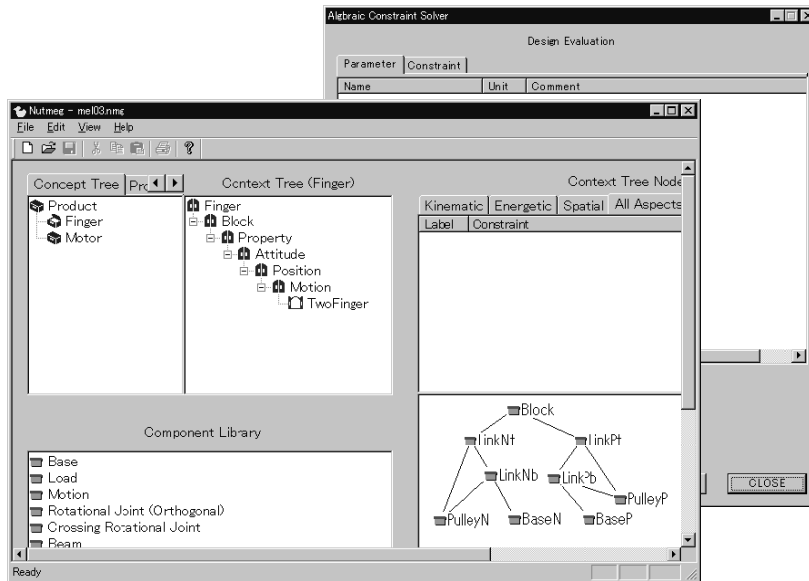 Algebraic Constraint Solver
Design Evaluation
Parameter Constraint
Name Unit Comment
Nutmeg - mel03.nmg
File Edit View Help
Concept Tree
Product
Finger
Motor
Context Tree (Finger)
Finger
Block
Property
Attitude
Position
Motion
TwoFinger
Context Tree Node
Kinematic Energetic Spatial All Aspects
Label Constraint
Component Library
Base
Load
Motion
Rotational Joint (Orthogonal)
Crossing Rotational Joint
Beam
Block
LinkNt LinkPt
LinkNb LinkPb
PulleyP
PulleyN BaseN BaseP
CLOSE
Ready